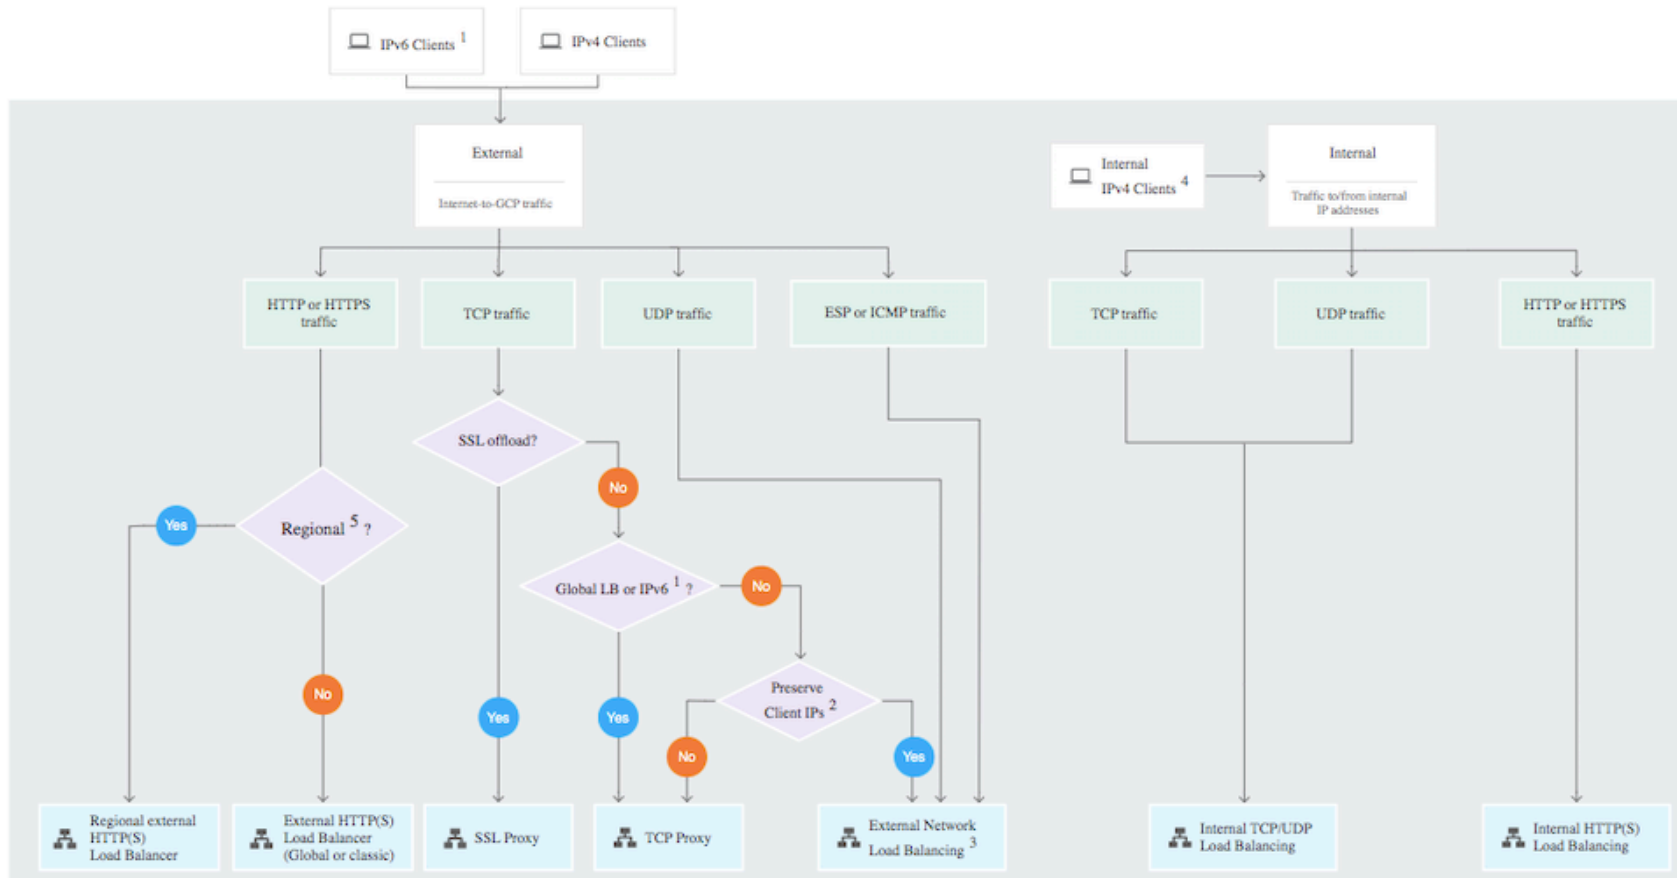 IPv6 Clients 1
IPv4 Clients
External
Internet-to-GCP traffic
Internal
IPv4 Clients 4
Internal
Traffic to/from internal
IP addresses
HTTP or HTTPS
traffic
TCP traffic
UDP traffic
ESP or ICMP traffic
TCP traffic
UDP traffic
HTTP or HTTPS
traffic
SSL offload?
No
Yes
Regional 5 ?
Global LB or IPv6 1 ?
No
No
Preserve
Client IPs 2
Yes
Yes
No
Yes
Regional external
HTTP(S)
Load Balancer
External HTTP(S)
Load Balancer
(Global or classic)
SSL Proxy
TCP Proxy
External Network
Load Balancing 3
Internal TCP/UDP
Load Balancing
Internal HTTP(S)
Load Balancing